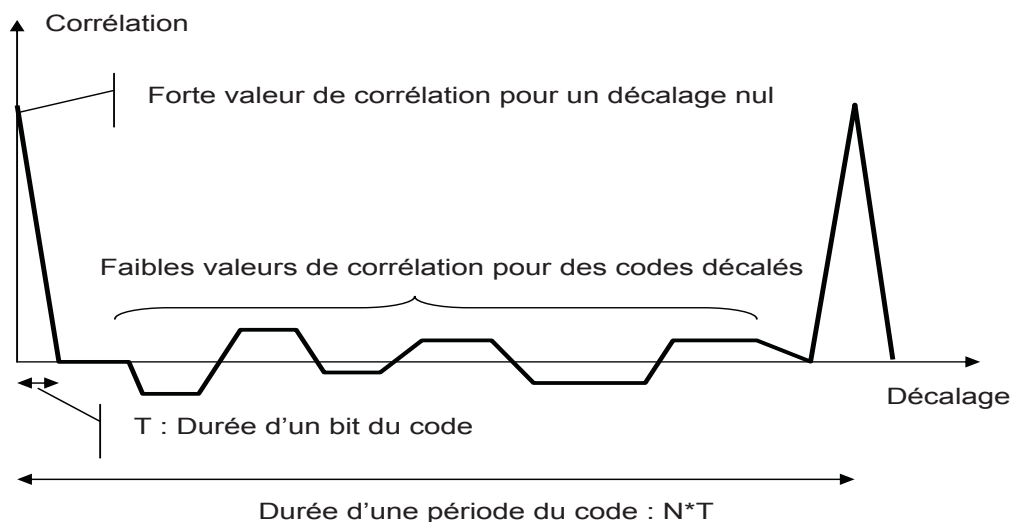 Corrélation
Forte valeur de corrélation pour un décalage nul
Faibles valeurs de corrélation pour des codes décalés
Décalage
T : Durée d’un bit du code
Durée d’une période du code : N*T